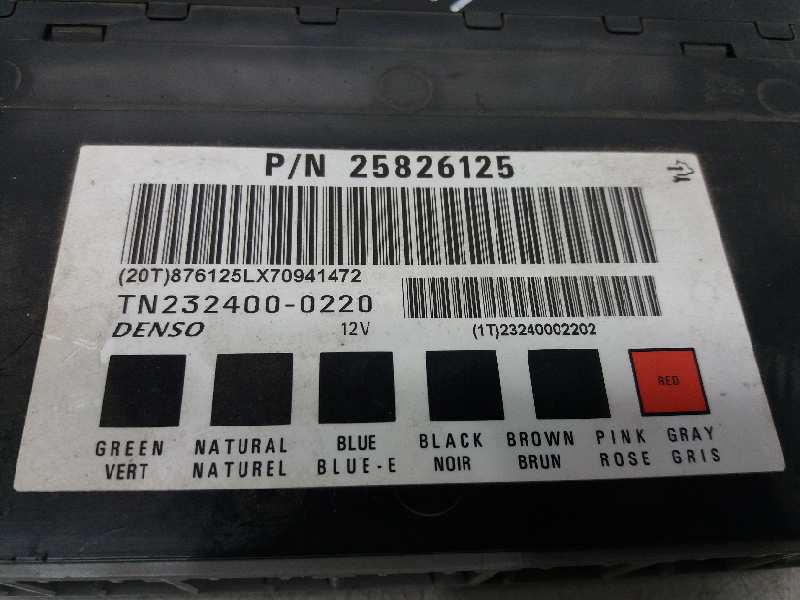 P/N 25826125
(20T)876125LX70941472
TN232400-0220
DENSO 12V
(1T)23240002202
RED
GREEN NATURAL BLUE BLACK BROWN PINK GRAY
VERT NATUREL BLUE-E NOIR BRUN ROSE GRIS